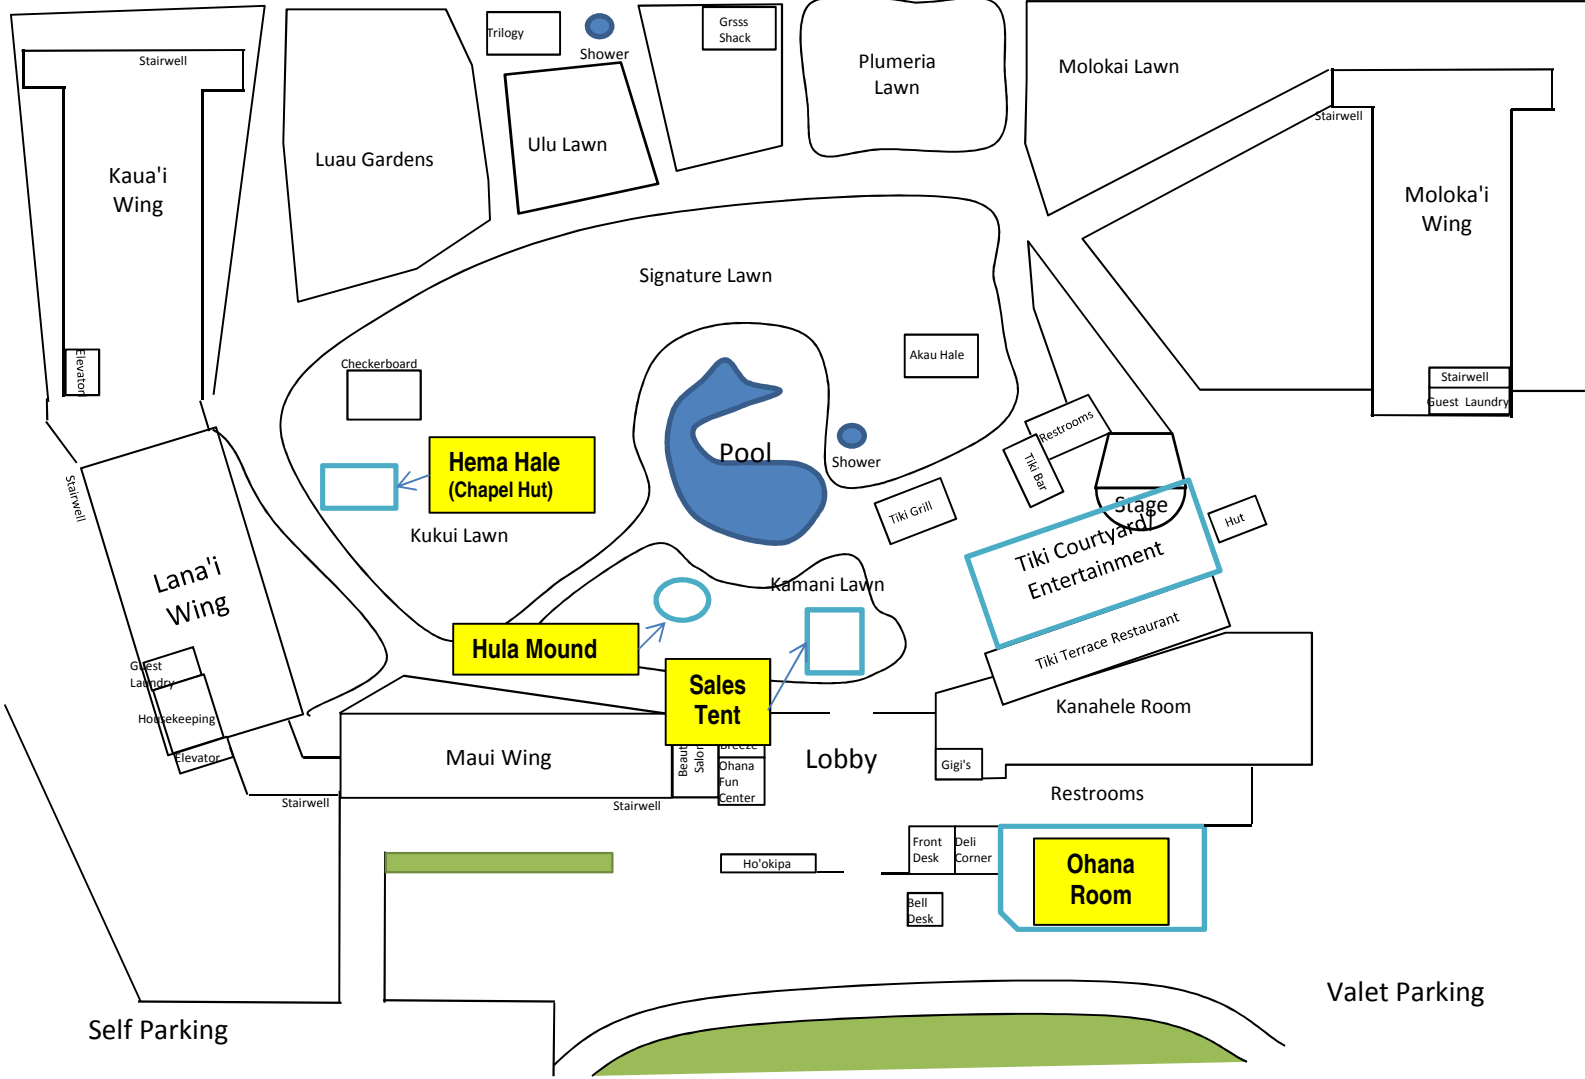 Trilogy
Shower
Grsss
Shack
Stairwell
Plumeria
Lawn
Molokai Lawn
Stairwell
Luau Gardens
Ulu Lawn
Kaua'i
Wing
Moloka'i
Wing
Signature Lawn
Elevator
Checkerboard
Akau Hale
Stairwell
Guest Laundry
Restrooms
Hema Hale
(Chapel Hut)
Pool
Shower
Tiki Bar
Stairwell
Tiki Grill
Stage
Hut
Kukui Lawn
Tiki Courtyard/
Entertainment
Lana'i
Wing
Kamani Lawn
Hula Mound
Tiki Terrace Restaurant
Guest
Laundry
Sales
Tent
Kanahele Room
Housekeeping
Elevator
Maui Wing
Beauty
Salon
Breeze
Ohana
Fun
Center
Lobby
Gigi's
Stairwell
Stairwell
Restrooms
Front
Desk
Deli
Corner
Ho'okipa
Ohana
Room
Bell
Desk
Valet Parking
Self Parking